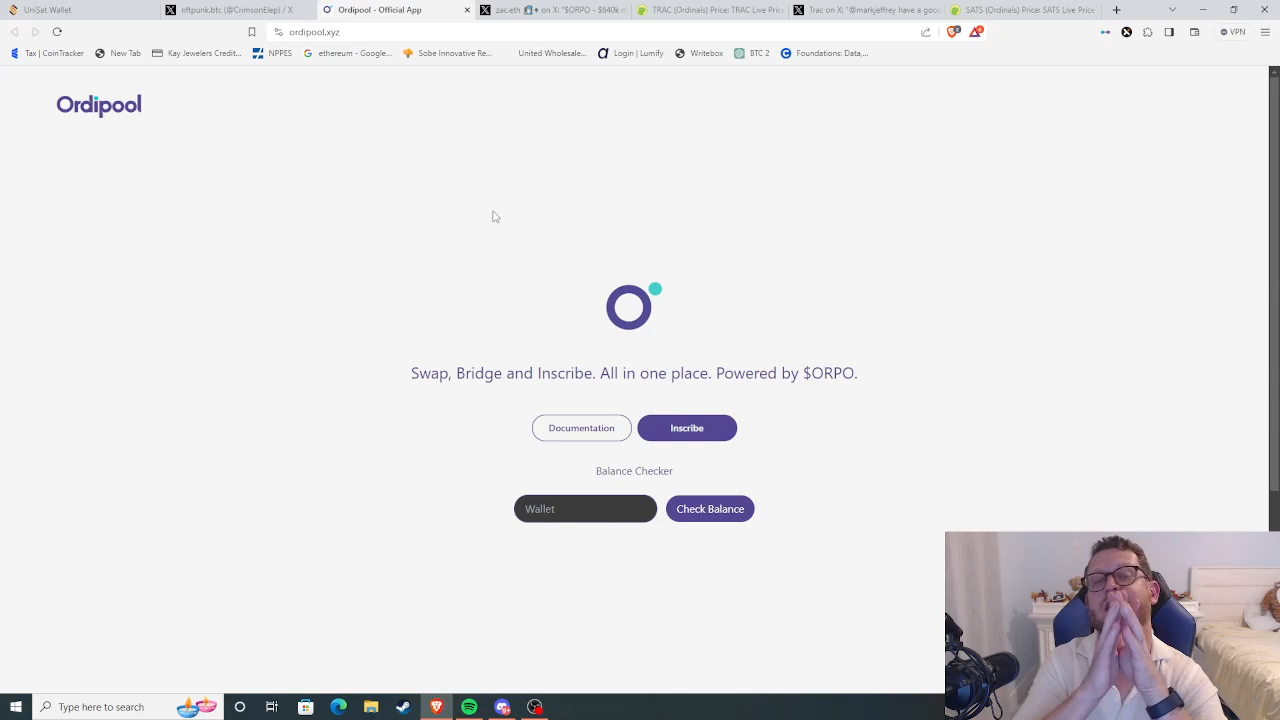 UniSat Wallet
nftpunk.btc (@CrimsonElep) / X
Ordipool - Official App
zac.eth on X: "$ORPO - $640k m
TRAC (Ordinals) Price: TRAC Live Pric
Trac on X: "@markjeffrey have a goo
SATS (Ordinals) Price: SATS Live Price
ordipool.xyz
VPN
Tax | CoinTracker
New Tab
Kay Jewelers Credit...
NPPES
ethereum - Google...
Sobe Innovative Re...
United Wholesale...
Login | Lumify
Writebox
BTC 2
Foundations: Data,...
Ordipool
Swap, Bridge and Inscribe. All in one place. Powered by $ORPO.
Documentation
Inscribe
Balance Checker
Wallet
Check Balance
Type here to search